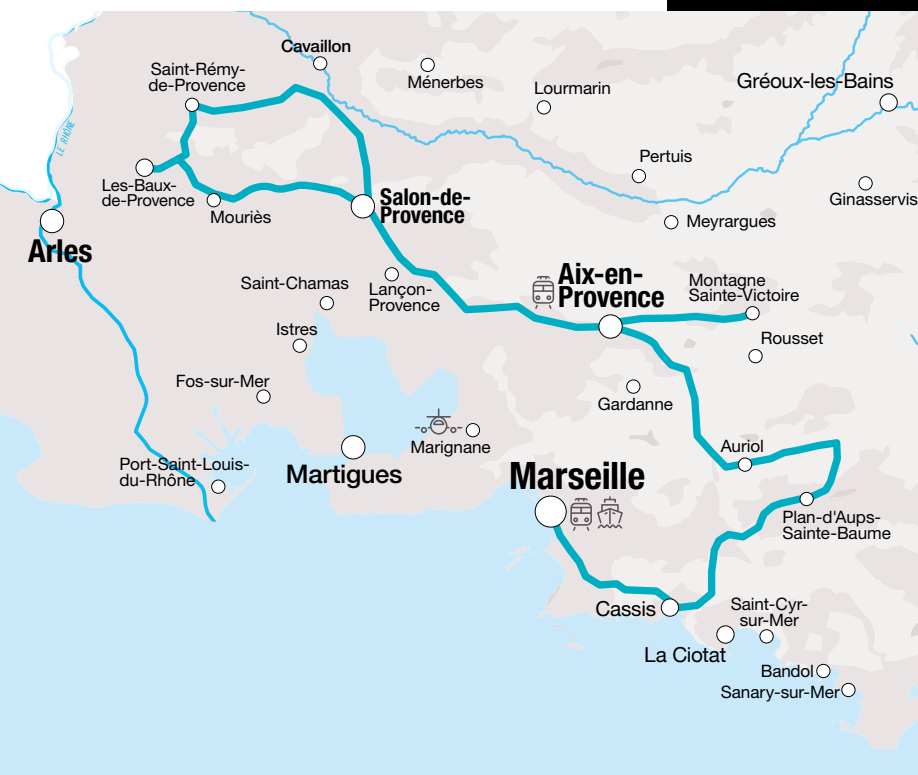 Cavaillon
Saint-Rémy-
de-Provence
Ménerbes
Lourmarin
Gréoux-les-Bains
LE RHÔNE
Pertuis
Les-Baux-
de-Provence
Mouriès
Salon-de-
Provence
Ginasservis
Meyrargues
Arles
Saint-Chamas
Lançon-
Provence
Aix-en-
Provence
Montagne
Sainte-Victoire
Istres
Rousset
Fos-sur-Mer
Gardanne
Marignane
Auriol
Port-Saint-Louis-
du-Rhône
Martigues
Marseille
Plan-d'Aups-
Sainte-Baume
Cassis
Saint-Cyr-
sur-Mer
La Ciotat
Bandol
Sanary-sur-Mer